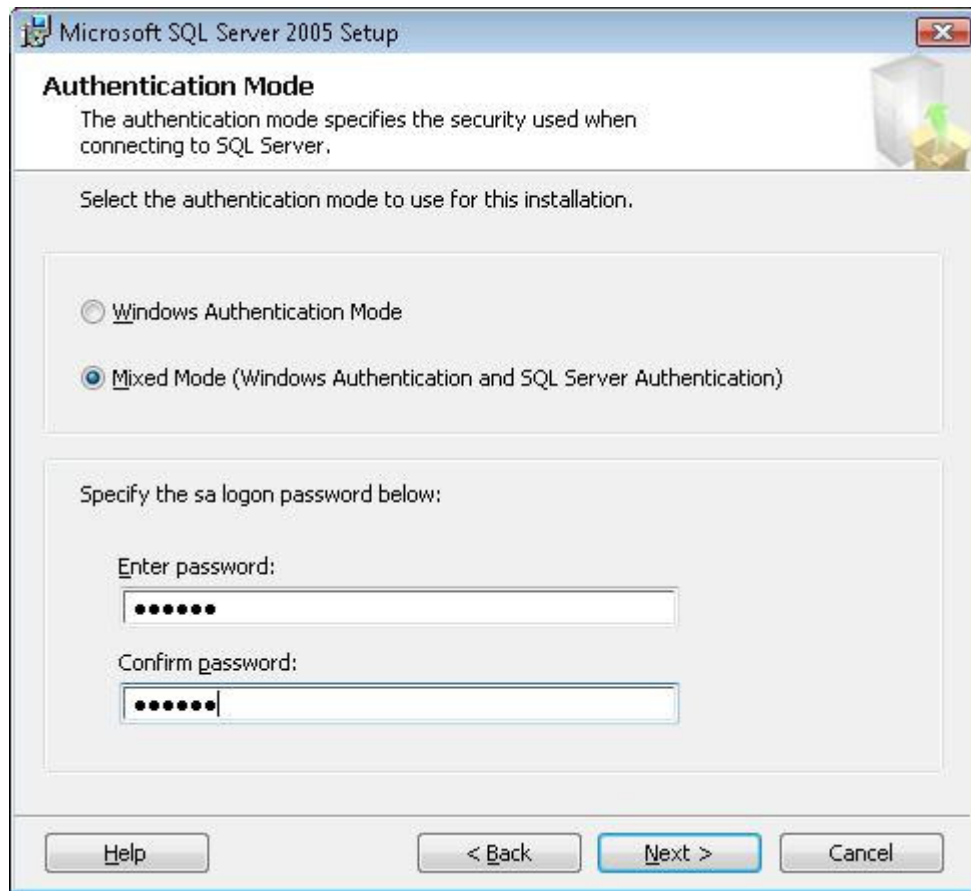 Microsoft SQL Server 2005 Setup
Authentication Mode
The authentication mode specifies the security used when
connecting to SQL Server.
Select the authentication mode to use for this installation.
Windows Authentication Mode
Mixed Mode (Windows Authentication and SQL Server Authentication)
Specify the sa logon password below:
Enter password:
●●●●●●
Confirm password:
●●●●●●
Help
< Back
Next >
Cancel